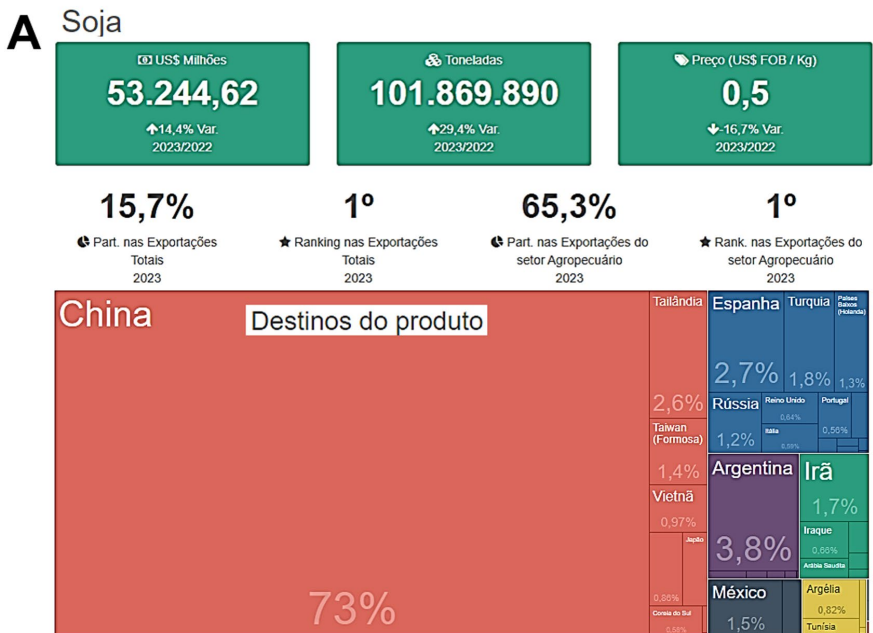 A
Soja
US$ Milhões
53.244,62
14,4% Var.
2023/2022
Toneladas
101.869.890
29,4% Var.
2023/2022
Preço (US$ FOB / Kg)
0,5
-16,7% Var.
2023/2022
15,7%
Part. nas Exportações
Totais
2023
1º
Ranking nas Exportações
Totais
2023
65,3%
Part. nas Exportações do
setor Agropecuário
2023
1º
Rank. nas Exportações do
setor Agropecuário
2023
China
Destinos do produto
73%
Tailândia
2,6%
Taiwan
(Formosa)
1,4%
Vietnã
0,97%
Japão
0,86%
Coreia do Sul
0,58%
Espanha
2,7%
Turquia
1,8%
Países
Baixos
(Holanda)
1,3%
Rússia
1,2%
Reino Unido
0,64%
Itália
Portugal
0,56%
Argentina
3,8%
Irã
1,7%
Iraque
0,66%
Arábia Saudita
México
1,5%
Argélia
0,82%
Tunísia